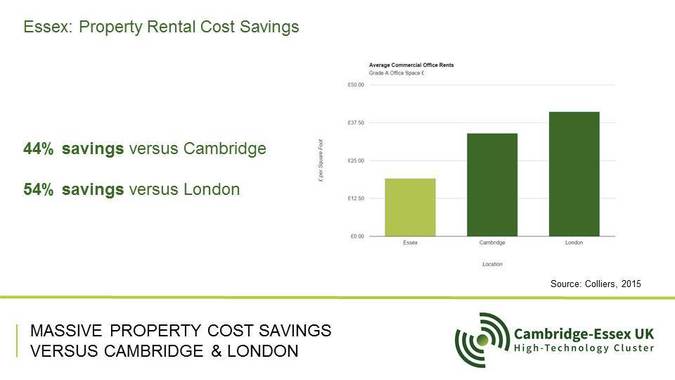 Essex: Property Rental Cost Savings
44% savings versus Cambridge
54% savings versus London
Average Commercial Office Rents
Grade A Office Space £
£ per Square Foot
£50.00
£37.50
£25.00
£12.50
£0.00
Essex
Cambridge
London
Location
Source: Colliers, 2015
MASSIVE PROPERTY COST SAVINGS
VERSUS CAMBRIDGE & LONDON
Cambridge-Essex UK
High-Technology Cluster